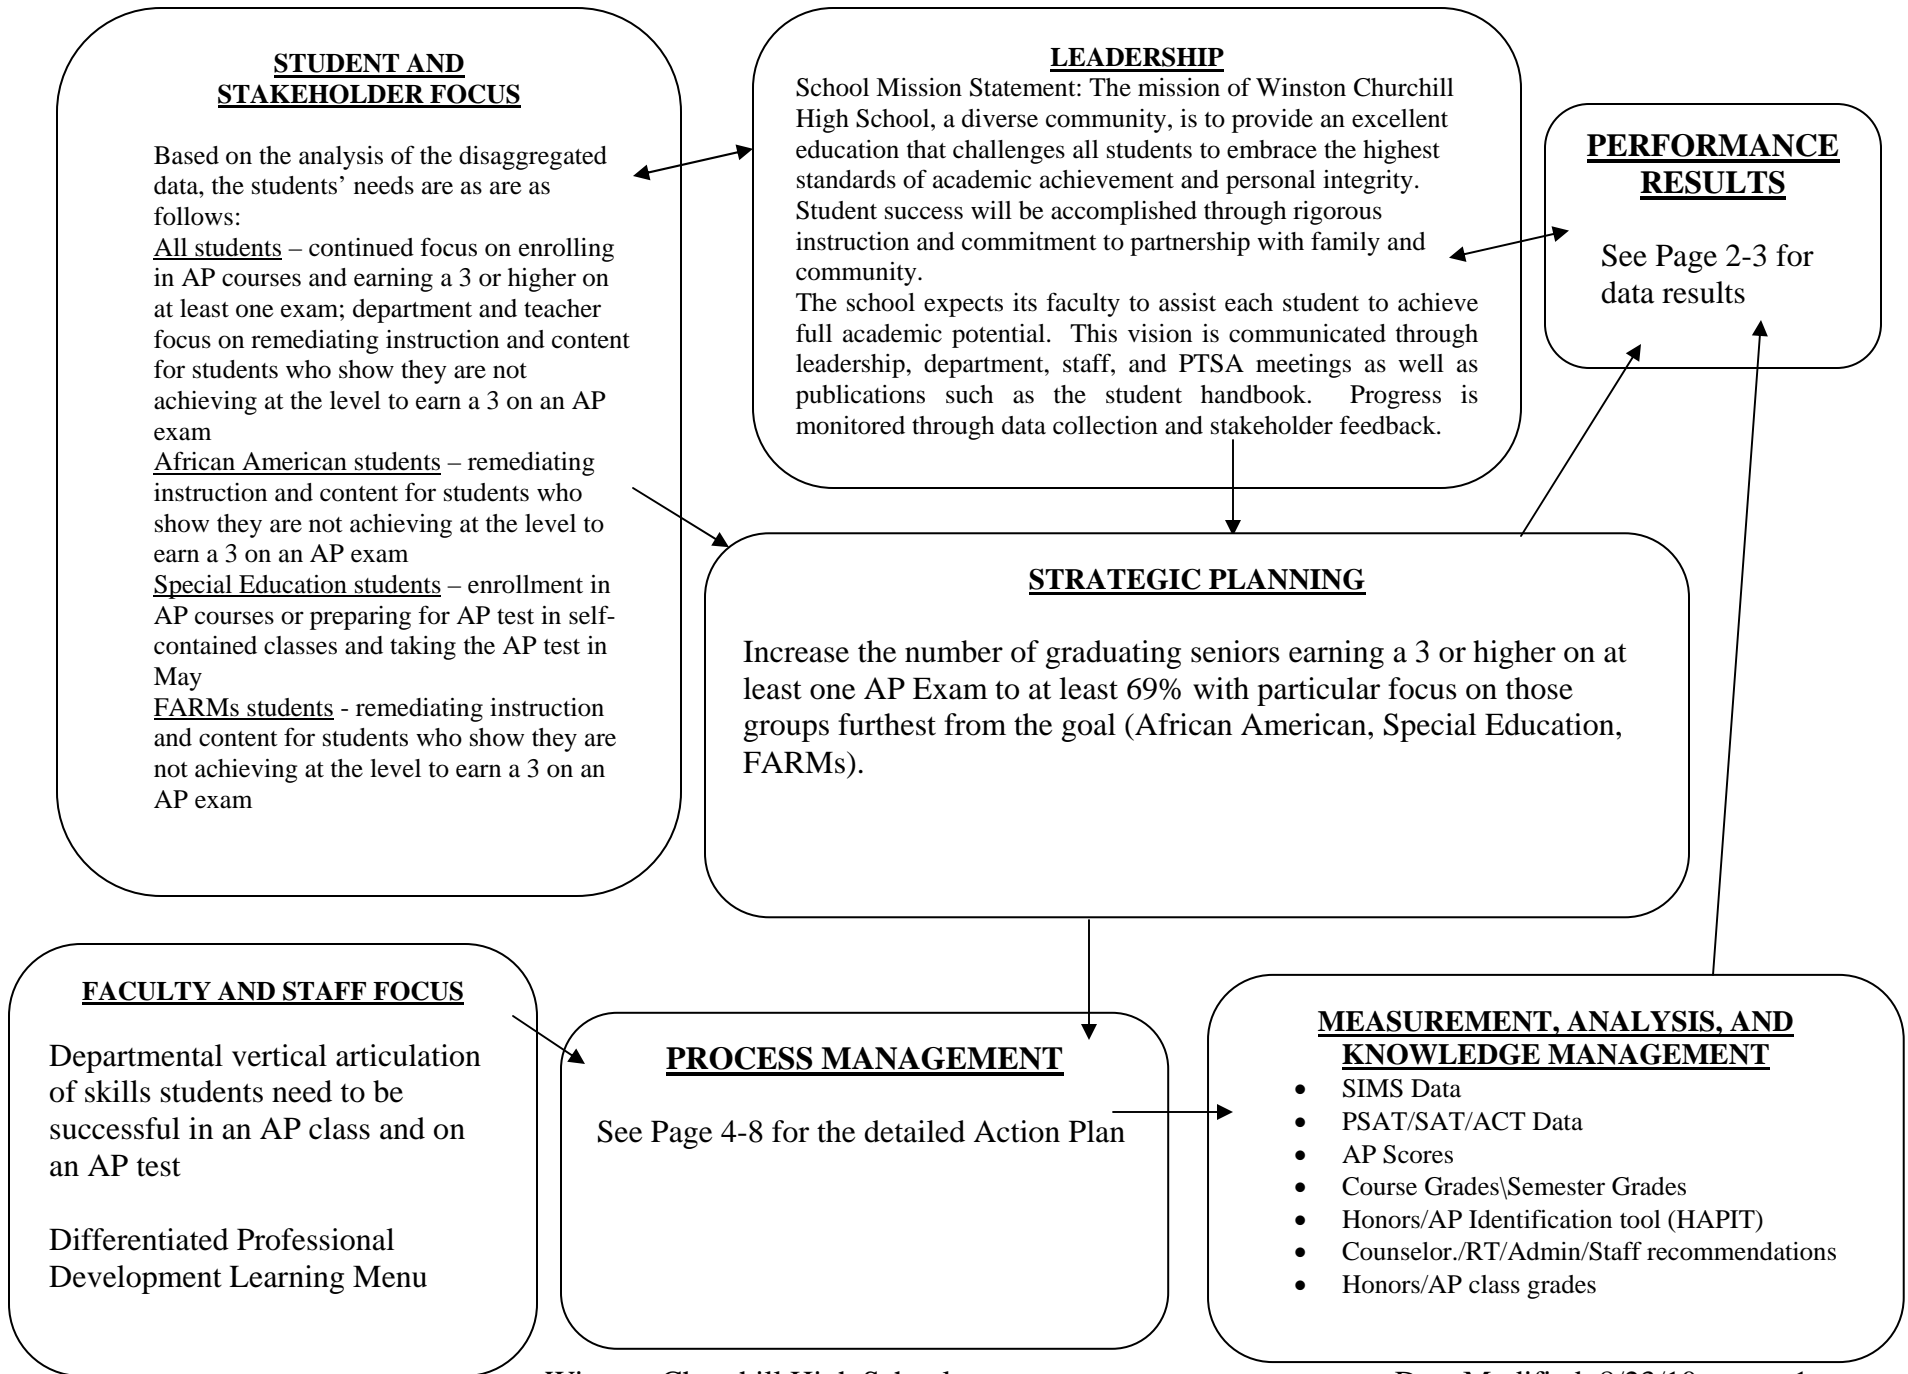 STUDENT AND
STAKEHOLDER FOCUS
Based on the analysis of the disaggregated
data, the students’ needs are as are as
follows:
All students – continued focus on enrolling
in AP courses and earning a 3 or higher on
at least one exam; department and teacher
focus on remediating instruction and content
for students who show they are not
achieving at the level to earn a 3 on an AP
exam
African American students – remediating
instruction and content for students who
show they are not achieving at the level to
earn a 3 on an AP exam
Special Education students – enrollment in
AP courses or preparing for AP test in self-
contained classes and taking the AP test in
May
FARMs students - remediating instruction
and content for students who show they are
not achieving at the level to earn a 3 on an
AP exam
LEADERSHIP
School Mission Statement: The mission of Winston Churchill
High School, a diverse community, is to provide an excellent
education that challenges all students to embrace the highest
standards of academic achievement and personal integrity.
Student success will be accomplished through rigorous
instruction and commitment to partnership with family and
community.
The school expects its faculty to assist each student to achieve
full academic potential. This vision is communicated through
leadership, department, staff, and PTSA meetings as well as
publications such as the student handbook. Progress is
monitored through data collection and stakeholder feedback.
PERFORMANCE
RESULTS
See Page 2-3 for
data results
STRATEGIC PLANNING
Increase the number of graduating seniors earning a 3 or higher on at
least one AP Exam to at least 69% with particular focus on those
groups furthest from the goal (African American, Special Education,
FARMs).
FACULTY AND STAFF FOCUS
Departmental vertical articulation
of skills students need to be
successful in an AP class and on
an AP test
Differentiated Professional
Development Learning Menu
PROCESS MANAGEMENT
See Page 4-8 for the detailed Action Plan
MEASUREMENT, ANALYSIS, AND
KNOWLEDGE MANAGEMENT
• SIMS Data
• PSAT/SAT/ACT Data
• AP Scores
• Course Grades\Semester Grades
• Honors/AP Identification tool (HAPIT)
• Counselor./RT/Admin/Staff recommendations
• Honors/AP class grades
Winston Churchill High School
Date Modified: 8/23/10 1